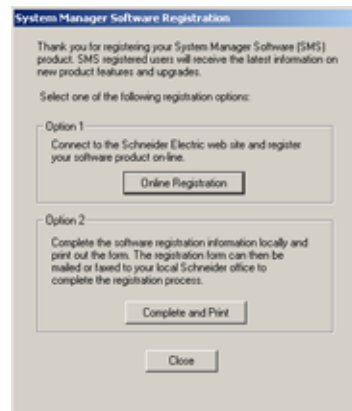 System Manager Software Registration
Thank you for registering your System Manager Software (SMS)
product. SMS registered users will receive the latest information on
new product features and upgrades.
Select one of the following registration options:
Option 1
Connect to the Schneider Electric web site and register
your software product on-line.
Online Registration
Option 2
Complete the software registration information locally and
print out the form. The registration form can then be
mailed or faxed to your local Schneider office to
complete the registration process.
Complete and Print
Close